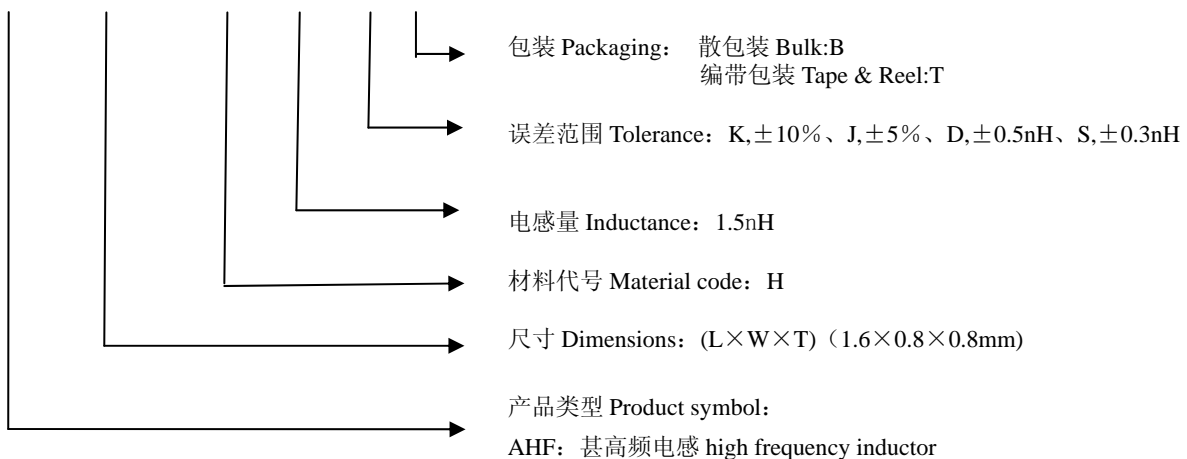 包装 Packaging： 散包装 Bulk:B
编带包装 Tape & Reel:T
误差范围 Tolerance：K,±10%、J,±5%、D,±0.5nH、S,±0.3nH
电感量 Inductance：1.5nH
材料代号 Material code：H
尺寸 Dimensions：(L×W×T)（1.6×0.8×0.8mm)
产品类型 Product symbol：
AHF：甚高频电感 high frequency inductor